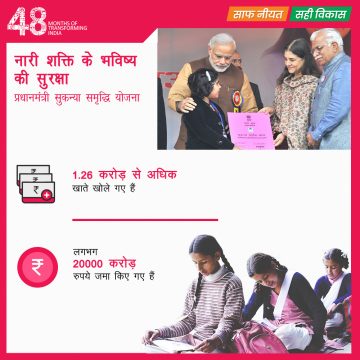 48 MONTHS OF
TRANSFORMING
INDIA
साफ नीयत सही विकास
नारी शक्ति के भविष्य
की सुरक्षा
प्रधानमंत्री सुकन्या समृद्धि योजना
1.26 करोड़ से अधिक
खाते खोले गए हैं
लगभग
20000 करोड़
रुपये जमा किए गए हैं